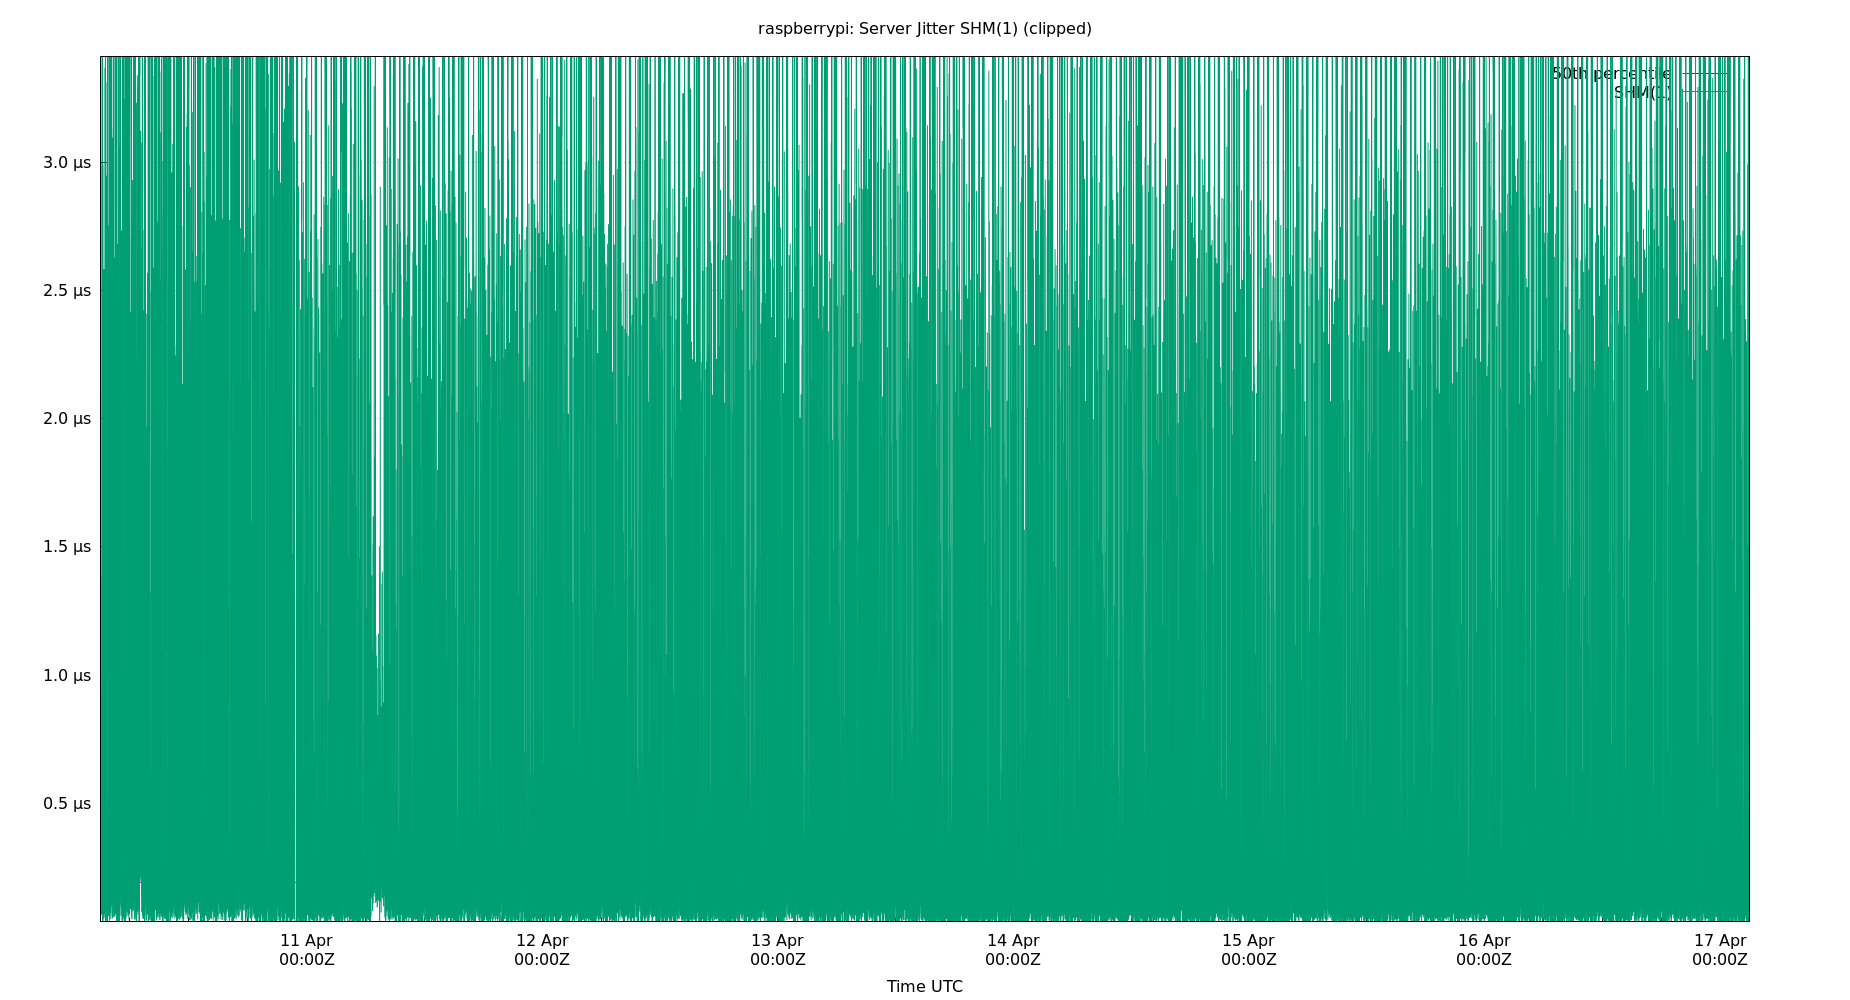 raspberrypi: Server Jitter SHM(1) (clipped)
50th percentile
SHM(1)
3.0 µs
2.5 µs
2.0 µs
1.5 µs
1.0 µs
0.5 µs
11 Apr 12 Apr 13 Apr 14 Apr 15 Apr 16 Apr 17 Apr
00:00Z 00:00Z 00:00Z 00:00Z 00:00Z 00:00Z 00:00Z
Time UTC